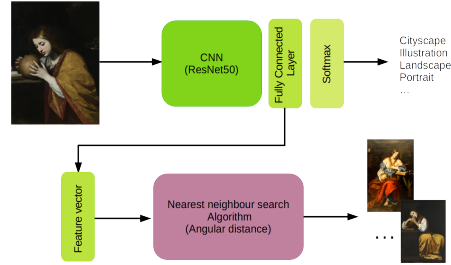 CNN
(ResNet50)
Fully Connected
Layer
Softmax
Cityscape
Illustration
Landscape
Portrait
...
Feature vector
Nearest neighbour search
Algorithm
(Angular distance)
...